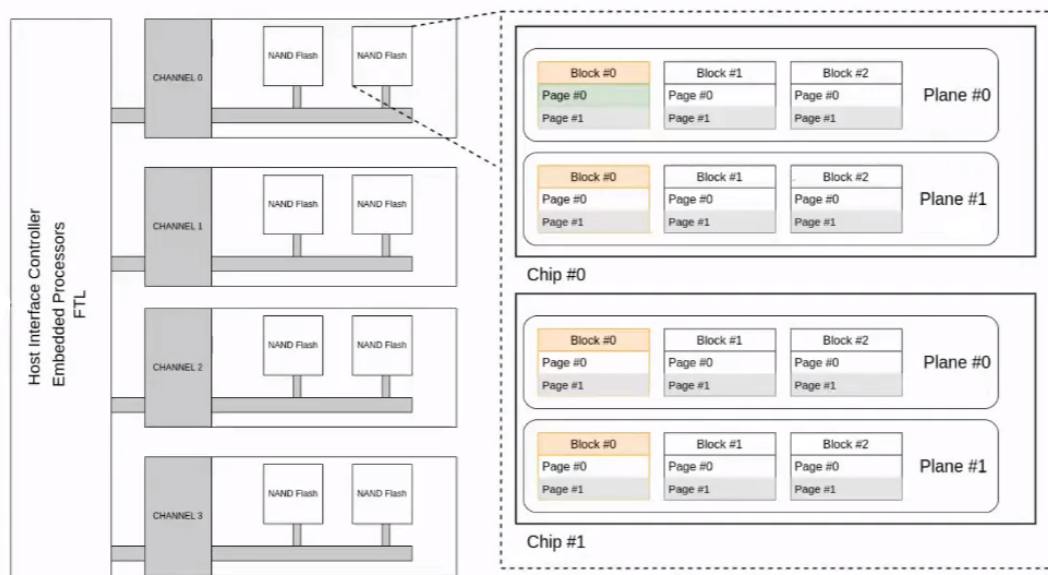 Host Interface Controller
Embedded Processors
FTL
CHANNEL 0
NAND Flash
NAND Flash
CHANNEL 1
NAND Flash
NAND Flash
CHANNEL 2
NAND Flash
NAND Flash
CHANNEL 3
NAND Flash
NAND Flash
Block #0
Page #0
Page #1
Block #1
Page #0
Page #1
Block #2
Page #0
Page #1
Plane #0
Block #0
Page #0
Page #1
Block #1
Page #0
Page #1
Block #2
Page #0
Page #1
Plane #1
Chip #0
Block #0
Page #0
Page #1
Block #1
Page #0
Page #1
Block #2
Page #0
Page #1
Plane #0
Block #0
Page #0
Page #1
Block #1
Page #0
Page #1
Block #2
Page #0
Page #1
Plane #1
Chip #1